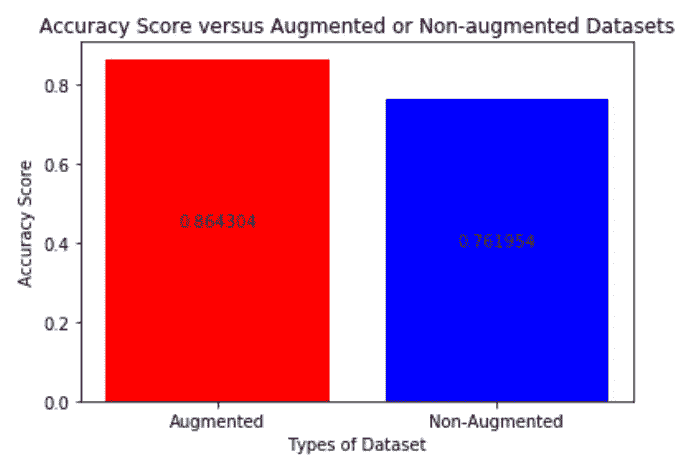 Accuracy Score versus Augmented or Non-augmented Datasets
Accuracy Score
0.8
0.6
0.4
0.2
0.0
0.864304
0.761954
Augmented
Non-Augmented
Types of Dataset